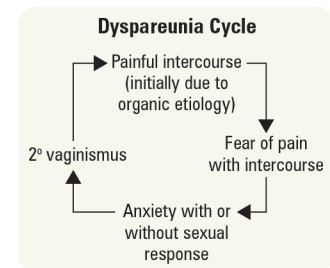 Dyspareunia Cycle
Painful intercourse
(initially due to
organic etiology)
Fear of pain
with intercourse
Anxiety with or
without sexual
response
2º vaginismus